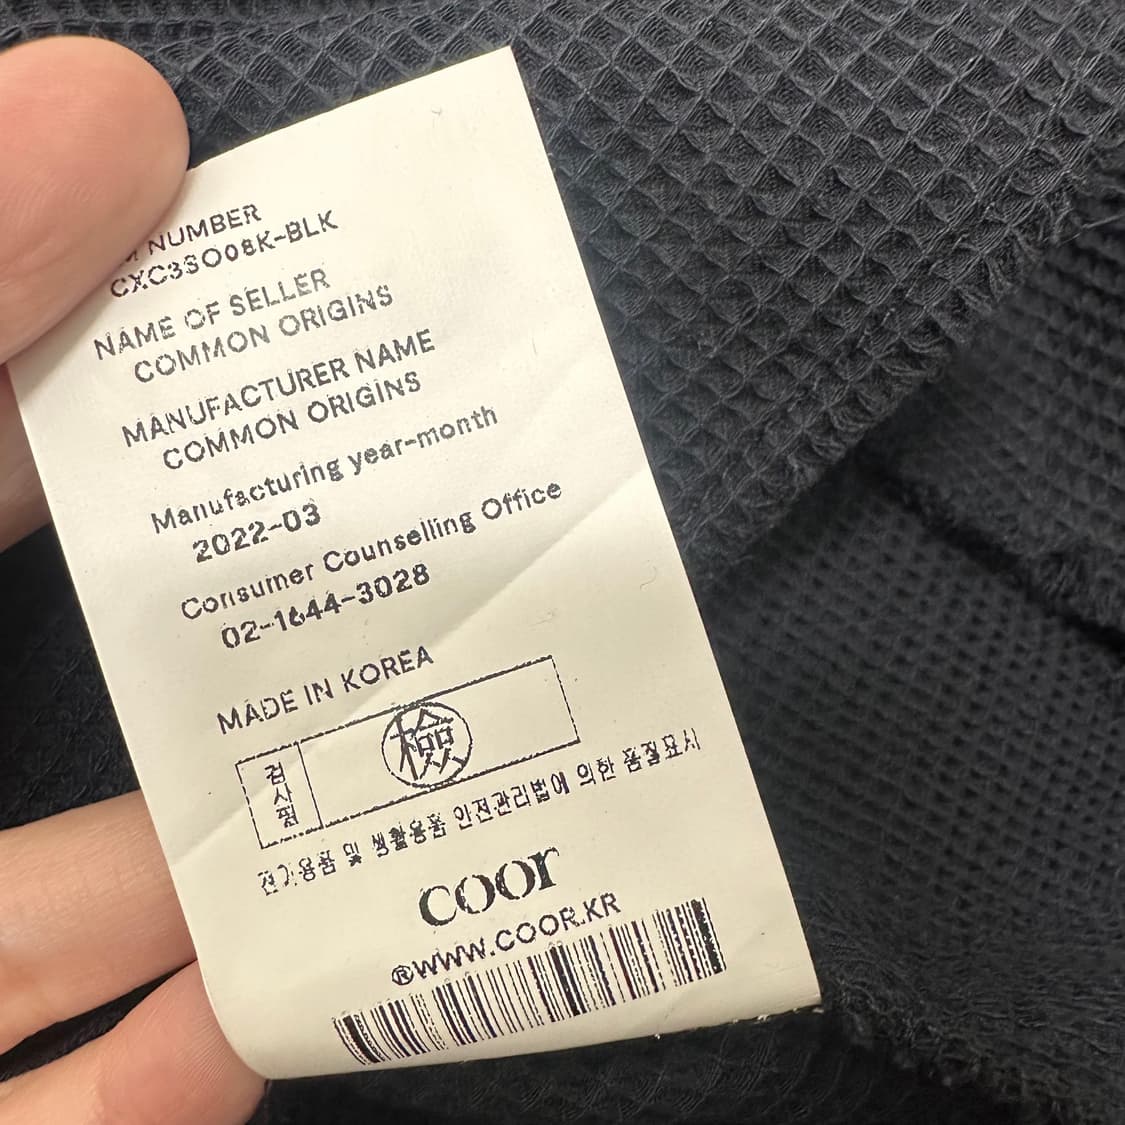 NUMBER
CXC3SO08K-BLK
NAME OF SELLER
COMMON ORIGINS
MANUFACTURER NAME
COMMON ORIGINS
Manufacturing year-month
2022-03
Consumer Counselling Office
02-1644-3028
MADE IN KOREA
검사필
檢
전기용품 및 생활용품 안전관리법에 의한 품질표시
coor
®WWW.COOR.KR